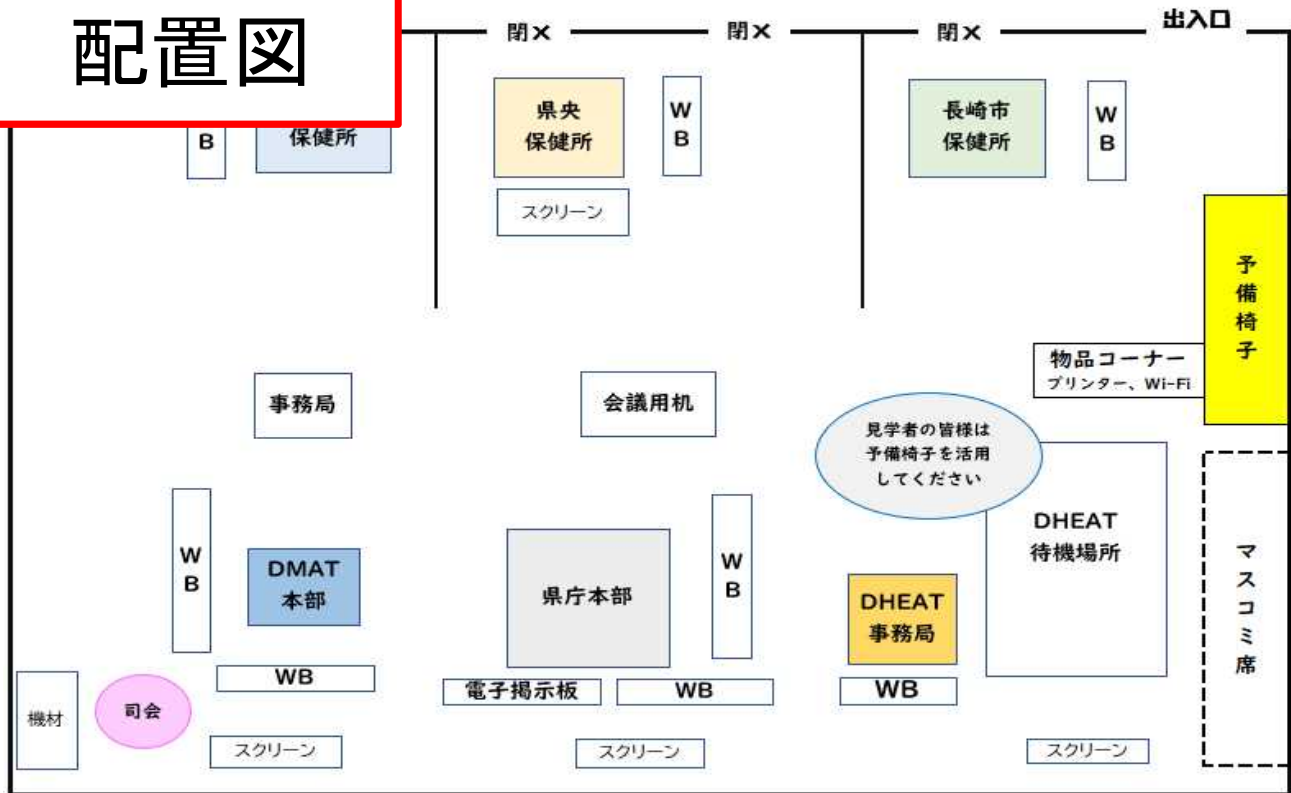 配置図
閉×
閉×
閉×
出入口
B
保健所
県央
保健所
W
B
長崎市
保健所
W
B
スクリーン
予
備
椅
子
物品コーナー
プリンター、Wi-Fi
事務局
会議用机
見学者の皆様は
予備椅子を活用
してください
W
B
DMAT
本部
県庁本部
W
B
DHEAT
事務局
DHEAT
待機場所
マ
ス
コ
ミ
席
WB
電子掲示板
WB
WB
機材
司会
スクリーン
スクリーン
スクリーン